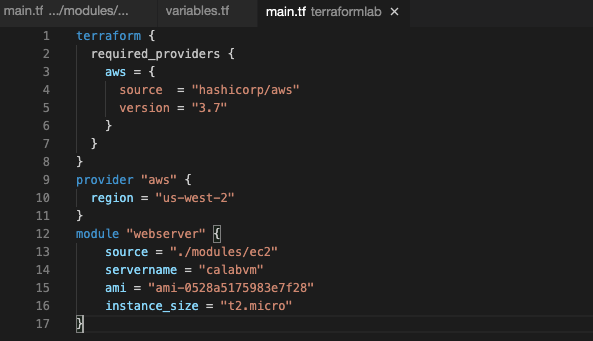 main.tf .../modules/... variables.tf main.tf terraformlab ×
1 terraform {
2 required_providers {
3 aws = {
4 source  = "hashicorp/aws"
5 version = "3.7"
6 }
7 }
8 }
9 provider "aws" {
10 region = "us-west-2"
11 }
12 module "webserver" {
13 source = "./modules/ec2"
14 servername = "calabvm"
15 ami = "ami-0528a5175983e7f28"
16 instance_size = "t2.micro"
17 }